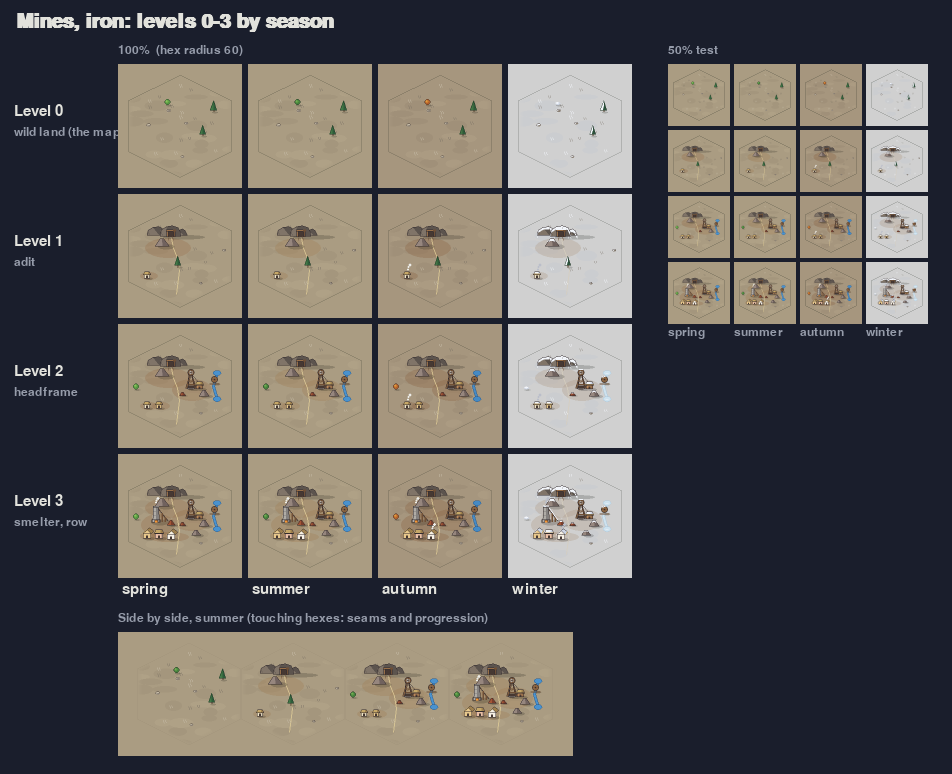 Mines, iron: levels 0-3 by season
100% (hex radius 60)
50% test
Level 0
wild land (the map
Level 1
adit
Level 2
headframe
Level 3
smelter, row
spring
summer
autumn
winter
spring
summer
autumn
winter
Side by side, summer (touching hexes: seams and progression)